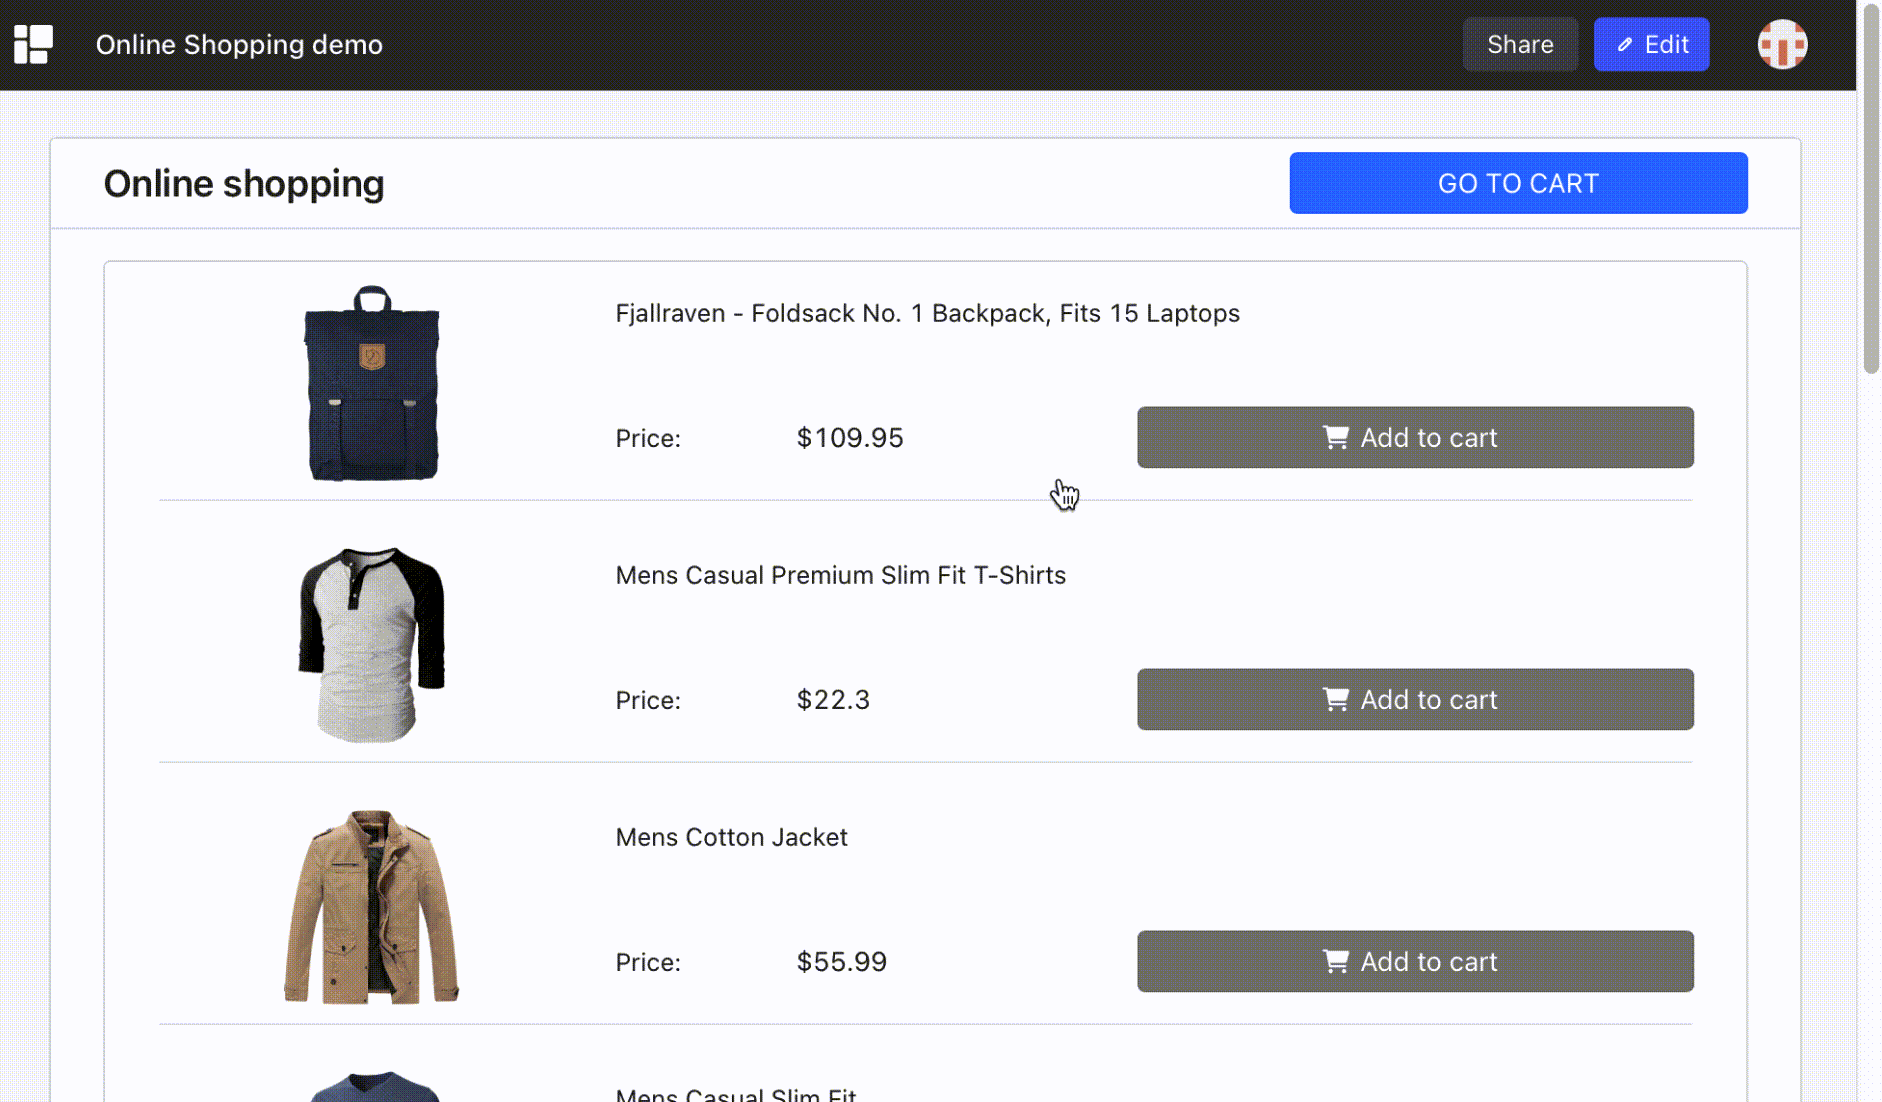 Online Shopping demo
Share
Edit
Online shopping
GO TO CART
Fjallraven - Foldsack No. 1 Backpack, Fits 15 Laptops
Price: $109.95 Add to cart
Mens Casual Premium Slim Fit T-Shirts
Price: $22.3 Add to cart
Mens Cotton Jacket
Price: $55.99 Add to cart
Mens Casual Slim Fit